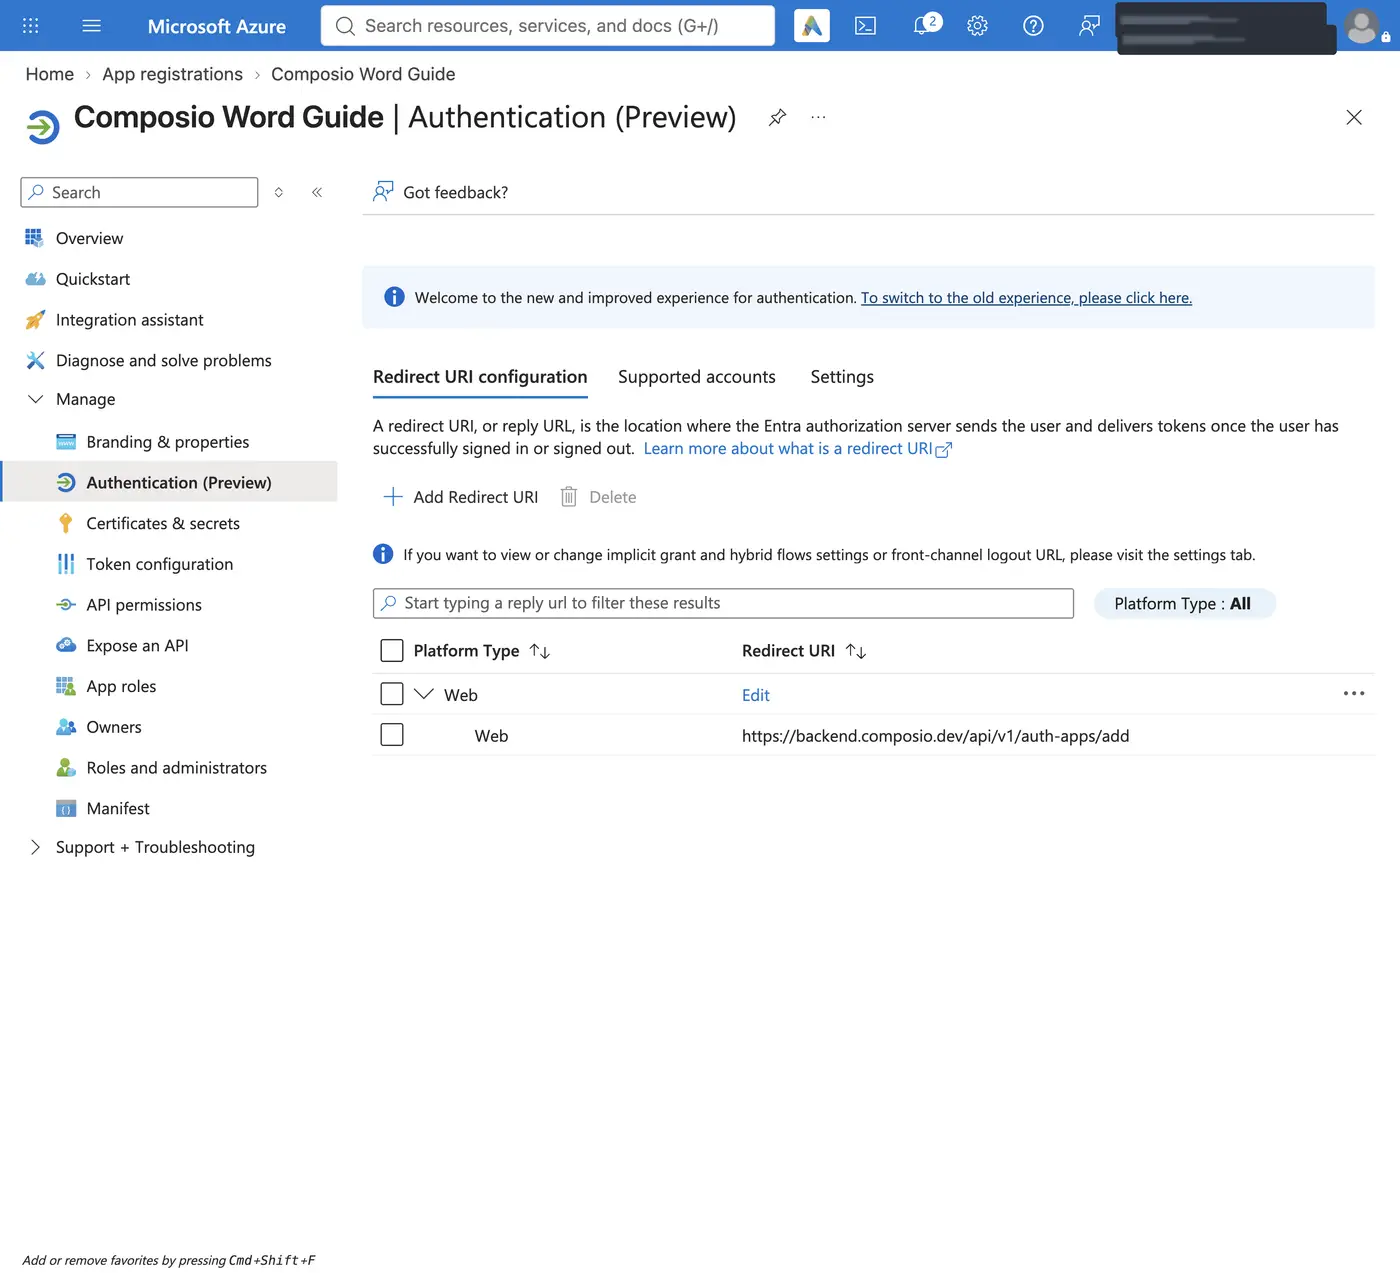 Microsoft Azure
Search resources, services, and docs (G+/)
2
Home › App registrations › Composio Word Guide
Composio Word Guide | Authentication (Preview)
Search
Got feedback?
Overview
Quickstart
Integration assistant
Diagnose and solve problems
Manage
Branding & properties
Authentication (Preview)
Certificates & secrets
Token configuration
API permissions
Expose an API
App roles
Owners
Roles and administrators
Manifest
Support + Troubleshooting
Welcome to the new and improved experience for authentication. To switch to the old experience, please click here.
Redirect URI configuration Supported accounts Settings
A redirect URI, or reply URL, is the location where the Entra authorization server sends the user and delivers tokens once the user has
successfully signed in or signed out. Learn more about what is a redirect URI
Add Redirect URI Delete
If you want to view or change implicit grant and hybrid flows settings or front-channel logout URL, please visit the settings tab.
Start typing a reply url to filter these results
Platform Type : All
Platform Type Redirect URI
Web Edit
Web https://backend.composio.dev/api/v1/auth-apps/add
Add or remove favorites by pressing Cmd+Shift+F